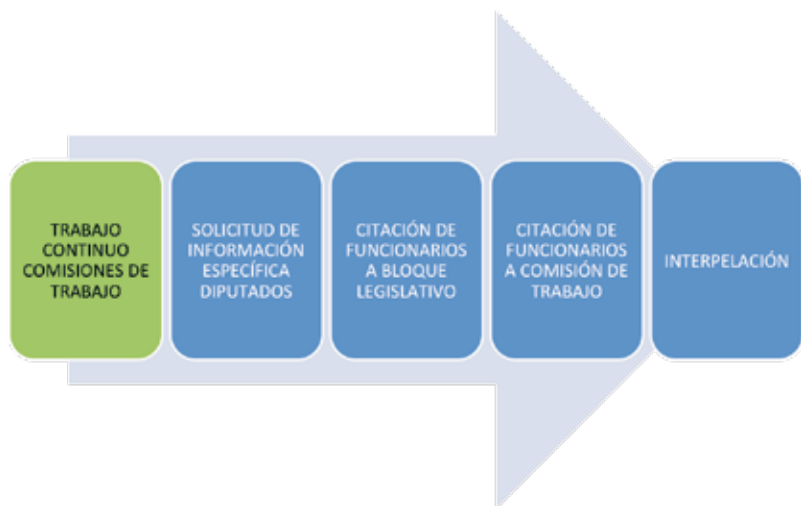 TRABAJO
CONTINUO
COMISIONES DE
TRABAJO
SOLICITUD DE
INFORMACIÓN
ESPECÍFICA
DIPUTADOS
CITACIÓN DE
FUNCIONARIOS
A BLOQUE
LEGISLATIVO
CITACIÓN DE
FUNCIONARIOS
A COMISIÓN DE
TRABAJO
INTERPELACIÓN